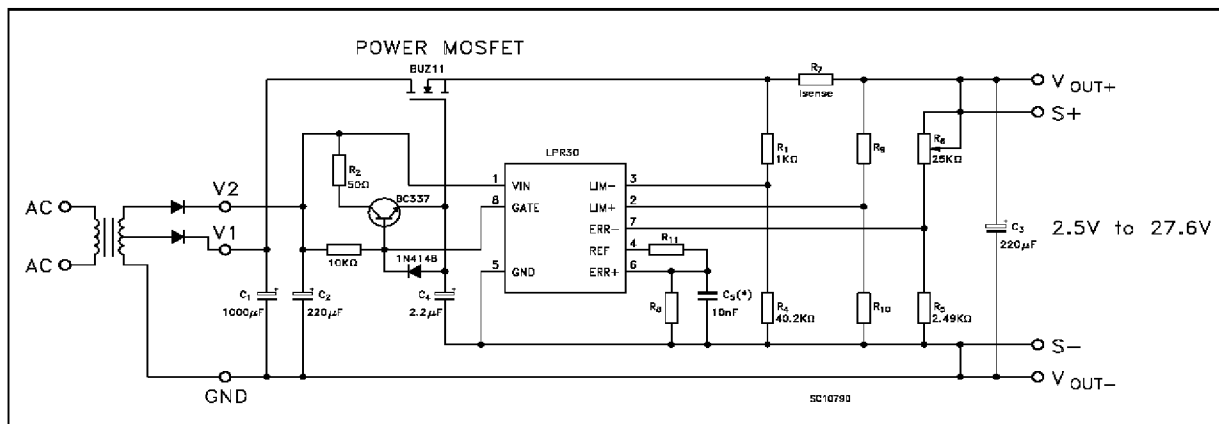 POWER MOSFET
BUZ11
R7
Isense
VOUT+
S+
R2
50Ω
LPR30
R1
1KΩ
R9
R6
25KΩ
AC
AC
V2
V1
BC337
1 VIN
8 GATE
5 GND
LIM- 3
LIM+ 2
ERR- 7
REF 4
ERR+ 6
R11
C3
220µF
2.5V to 27.6V
10KΩ
1N4148
C1
1000µF
C2
220µF
C4
2.2µF
R8
C5(*)
10nF
R4
40.2KΩ
R10
R5
2.49KΩ
S-
GND
VOUT-
SC10790